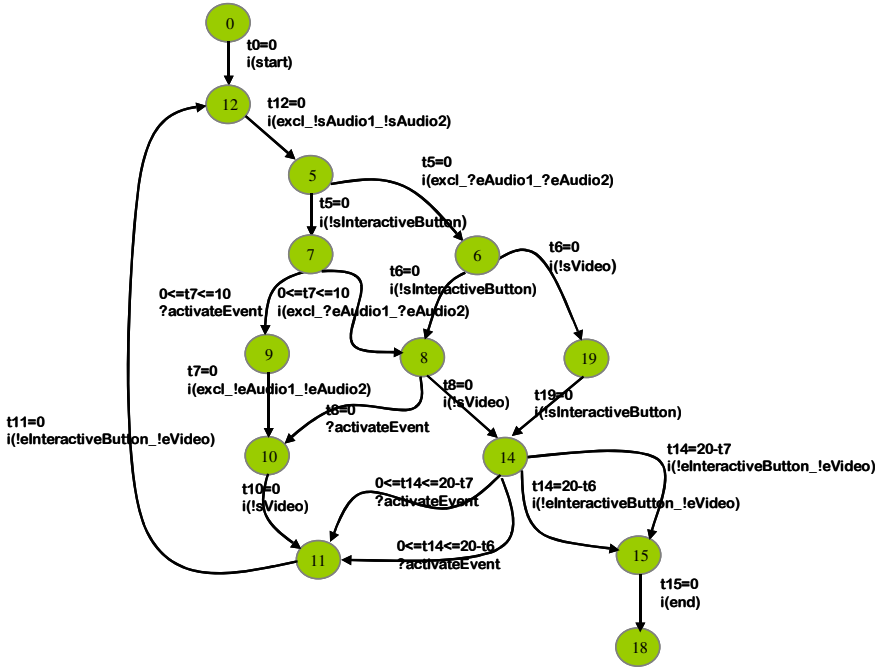 0
t0=0
i(start)
12
t12=0
i(excl_!sAudio1_!sAudio2)
5
t5=0
i(excl_?eAudio1_?eAudio2)
t5=0
i(!sInteractiveButton)
7
6
t6=0
i(!sVideo)
t6=0
i(!sInteractiveButton)
0<=t7<=10
?activateEvent
0<=t7<=10
i(excl_?eAudio1_?eAudio2)
9
8
19
t7=0
i(excl_!eAudio1_!eAudio2)
t8=0
i(!sVideo)
t19=0
i(!sInteractiveButton)
t8=0
?activateEvent
t11=0
i(!eInteractiveButton_!eVideo)
10
14
t14=20-t7
i(!eInteractiveButton_!eVideo)
t10=0
i(!sVideo)
0<=t14<=20-t7
?activateEvent
t14=20-t6
i(!eInteractiveButton_!eVideo)
0<=t14<=20-t6
?activateEvent
11
15
t15=0
i(end)
18